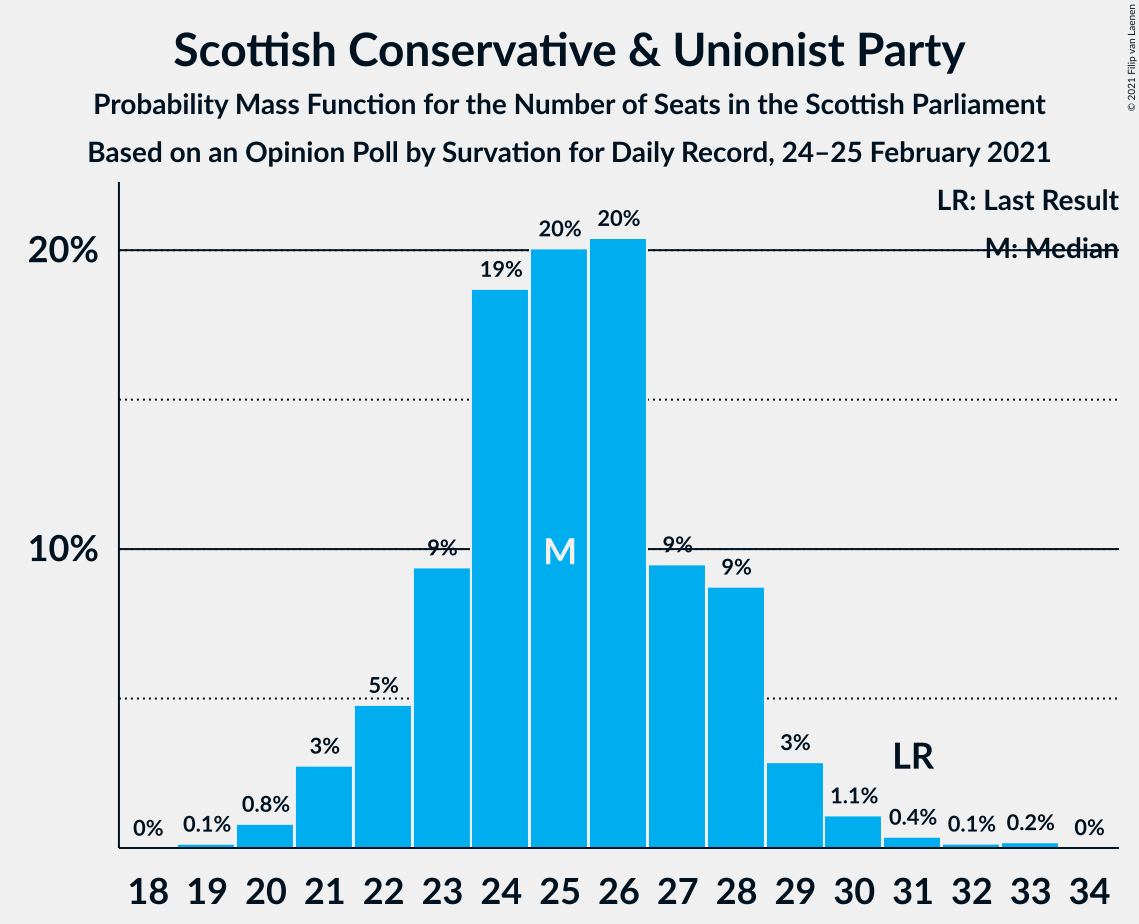 Scottish Conservative & Unionist Party
Probability Mass Function for the Number of Seats in the Scottish Parliament
Based on an Opinion Poll by Survation for Daily Record, 24–25 February 2021
© 2021 Filip van Laenen
LR: Last Result
M: Median
20%
10%
0%
0.1%
0.8%
3%
5%
9%
19%
20%
20%
9%
9%
3%
1.1%
0.4%
0.1%
0.2%
0%
M
LR
18 19 20 21 22 23 24 25 26 27 28 29 30 31 32 33 34